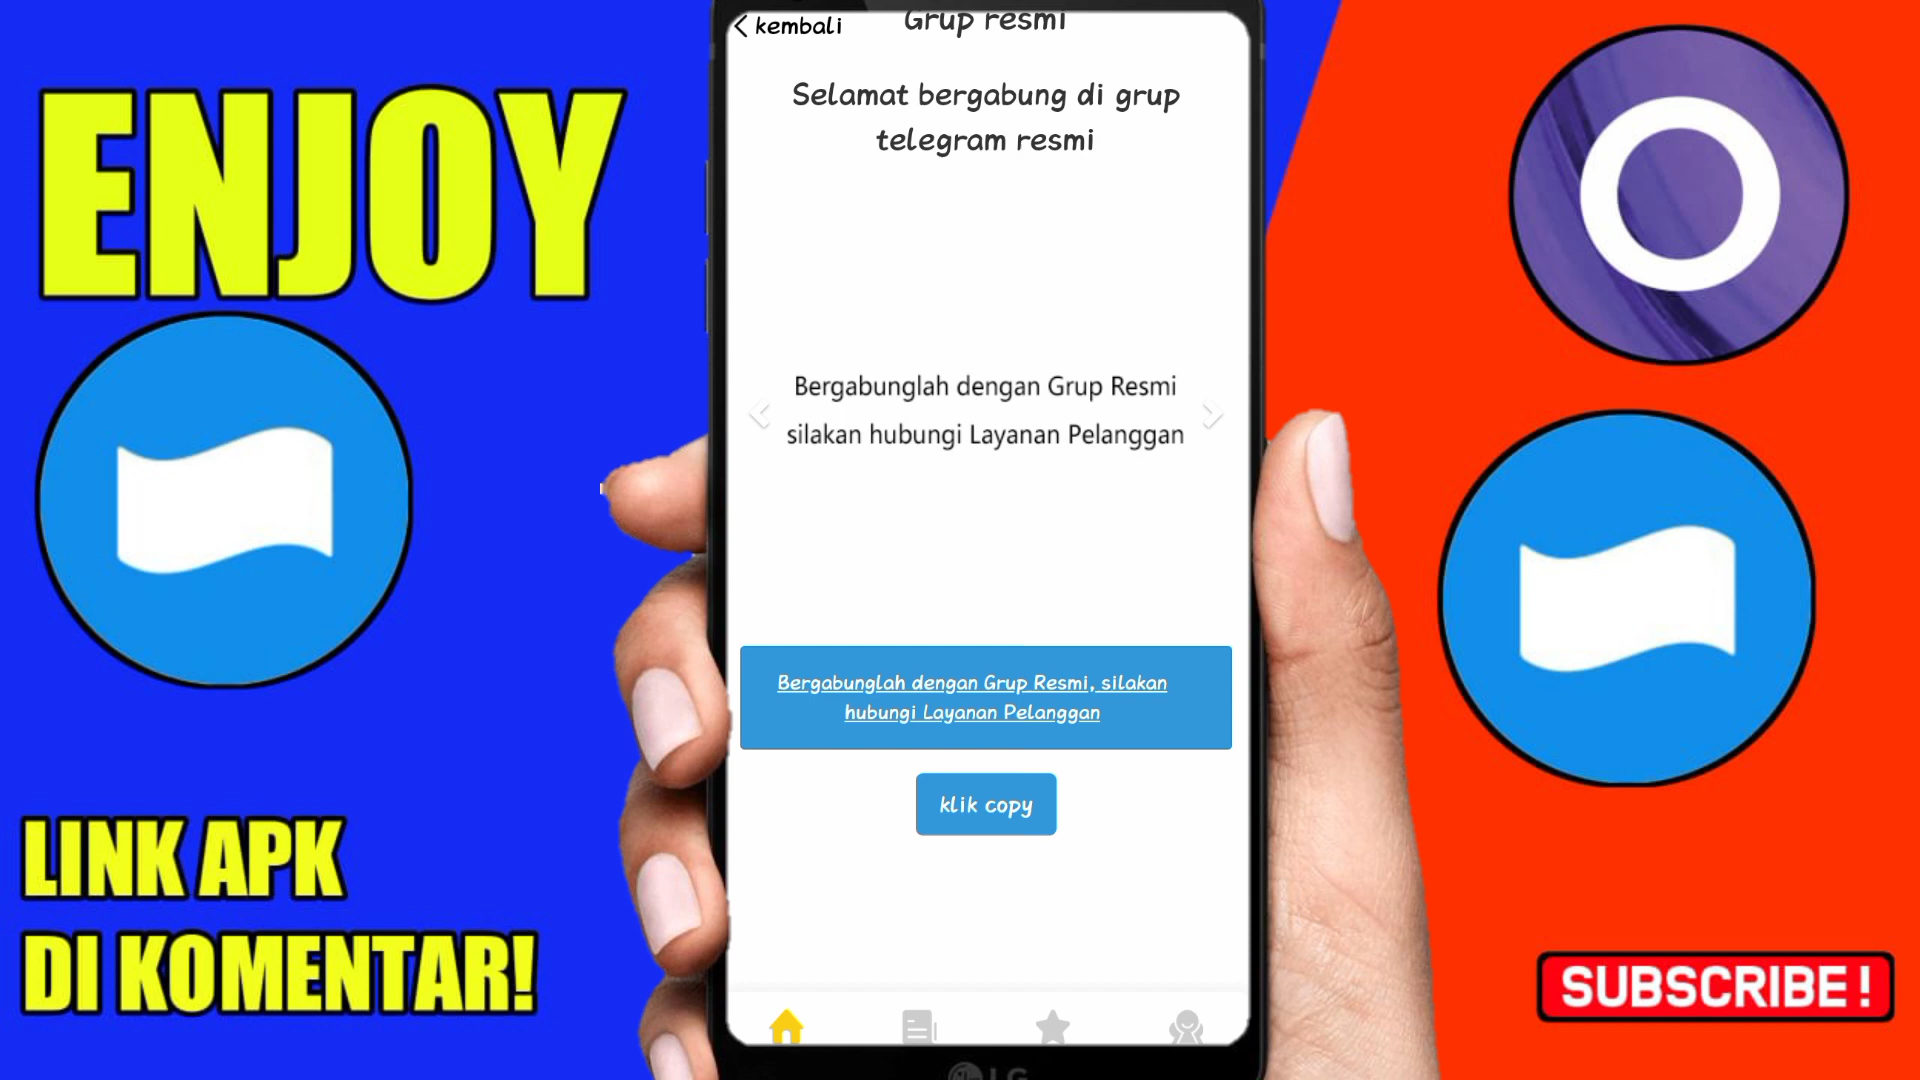 ENJOY
LINK APK
DI KOMENTAR!
kembali
Grup resmi
Selamat bergabung di grup
telegram resmi
Bergabunglah dengan Grup Resmi
silakan hubungi Layanan Pelanggan
Bergabunglah dengan Grup Resmi, silakan
hubungi Layanan Pelanggan
klik copy
LG
SUBSCRIBE!